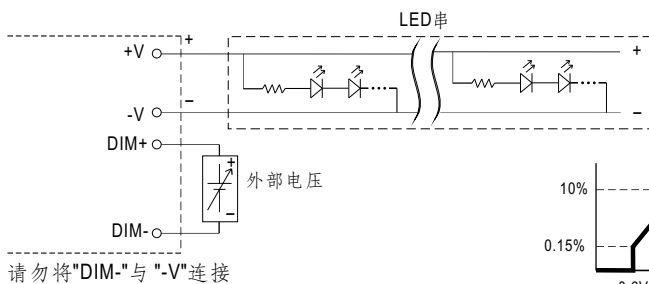 LED串
+V
+
+
-V
−
−
DIM+
+
外部电压
−
DIM-
10%
0.15%
请勿将"DIM-"与 "-V"连接